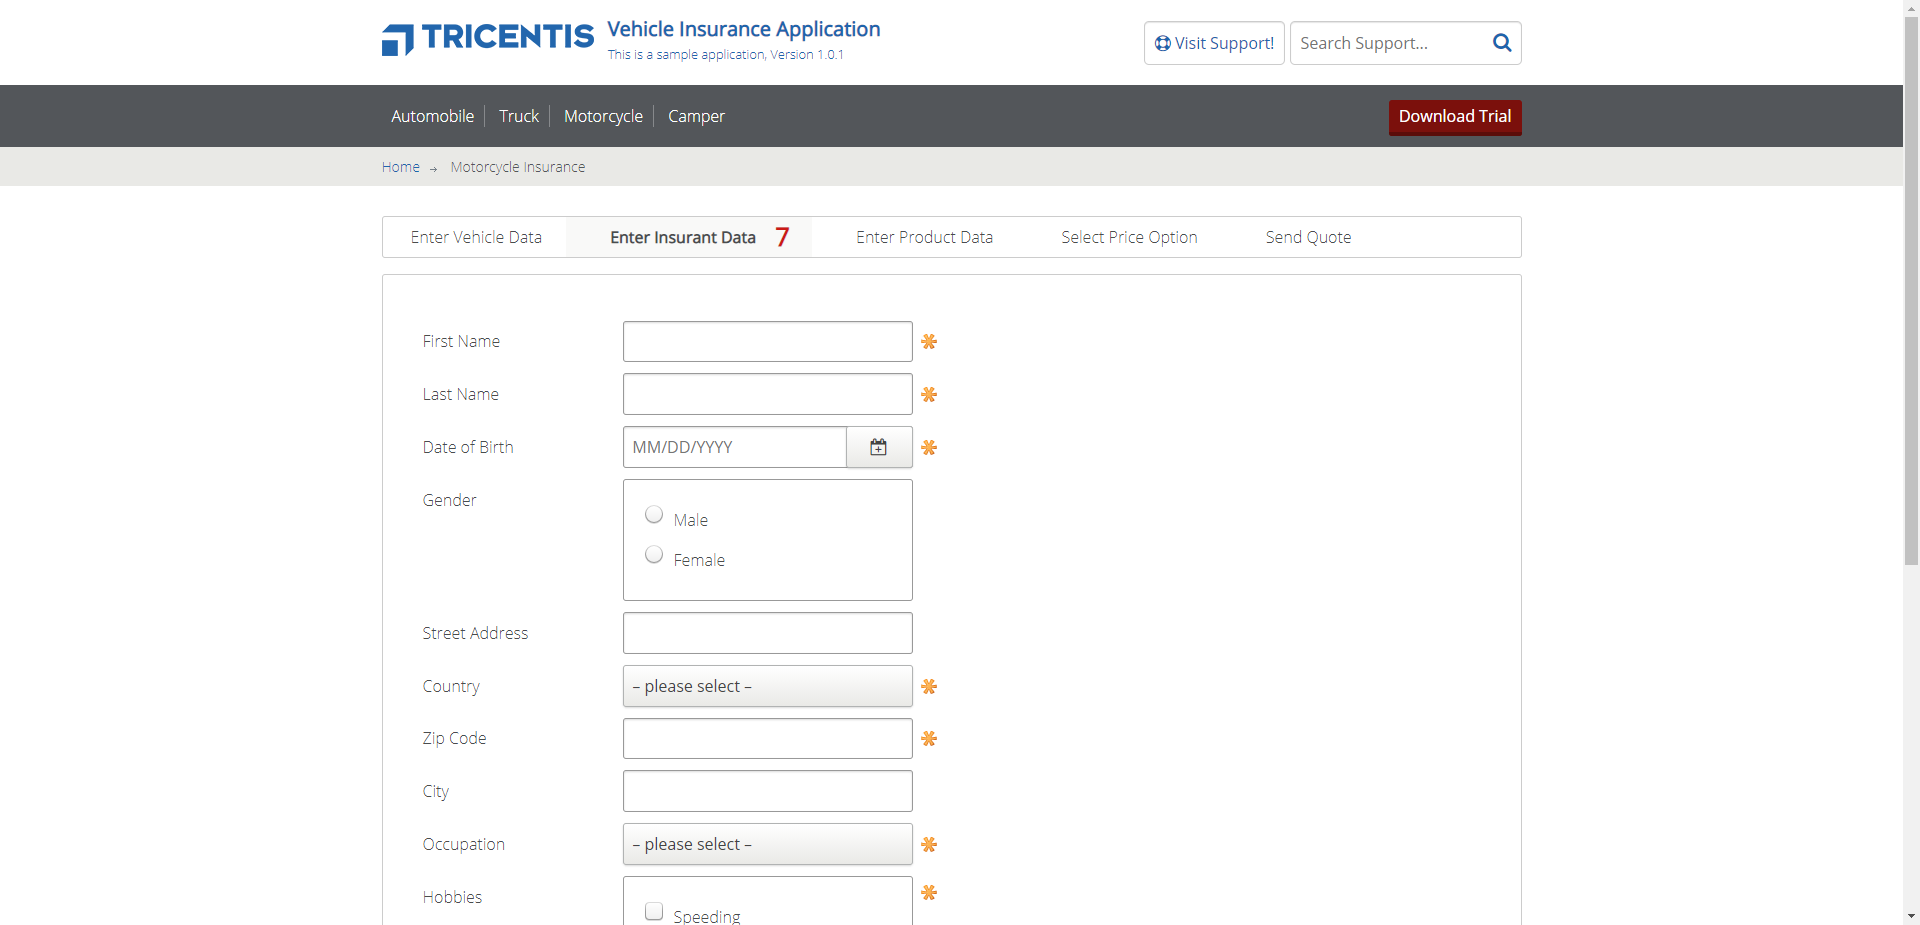 TRICENTIS
Vehicle Insurance Application
This is a sample application, Version 1.0.1
Visit Support!
Search Support...
Automobile
Truck
Motorcycle
Camper
Download Trial
Home → Motorcycle Insurance
Enter Vehicle Data
Enter Insurant Data 7
Enter Product Data
Select Price Option
Send Quote
First Name
Last Name
Date of Birth
MM/DD/YYYY
Gender
Male
Female
Street Address
Country
– please select –
Zip Code
City
Occupation
– please select –
Hobbies
Speeding